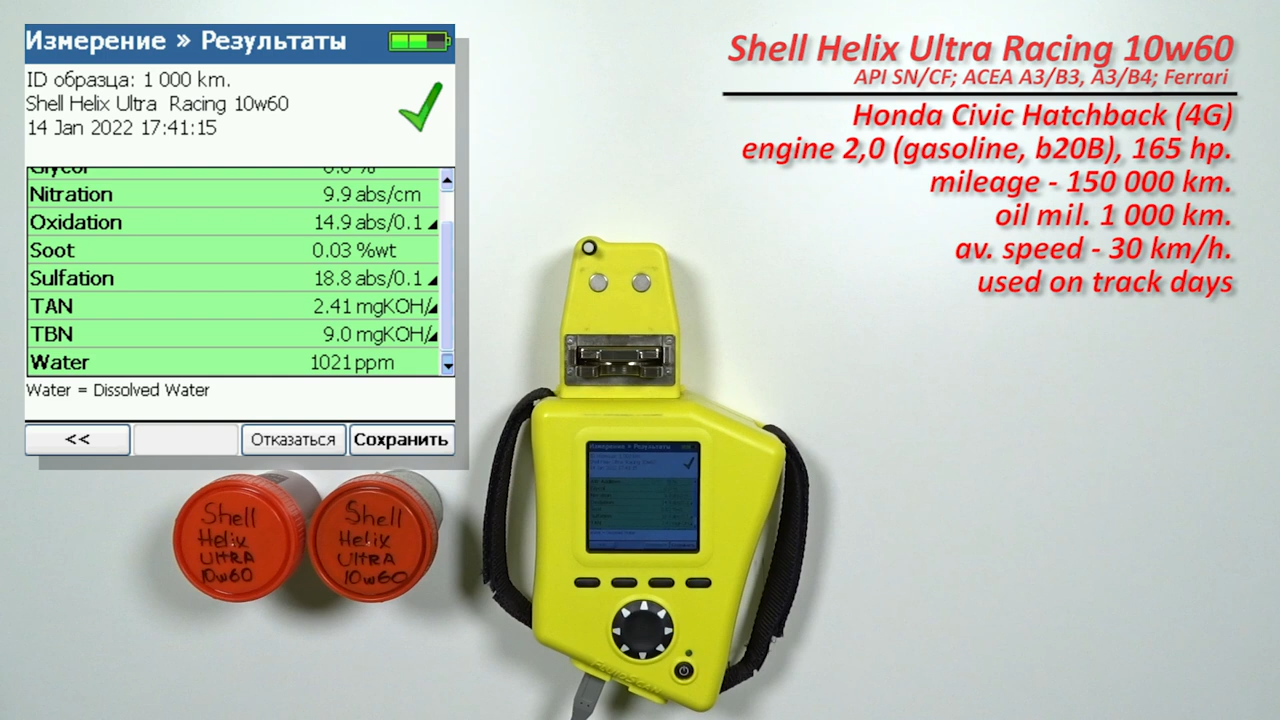 Измерение » Результаты
ID образца: 1 000 km.
Shell Helix Ultra Racing 10w60
14 Jan 2022 17:41:15
Glycol 0.0 %
Nitration 9.9 abs/cm
Oxidation 14.9 abs/0.1
Soot 0.03 %wt
Sulfation 18.8 abs/0.1
TAN 2.41 mgKOH/
TBN 9.0 mgKOH/
Water 1021 ppm
Water = Dissolved Water
<<
Отказаться
Сохранить
Shell Helix Ultra Racing 10w60
API SN/CF; ACEA A3/B3, A3/B4; Ferrari
Honda Civic Hatchback (4G)
engine 2,0 (gasoline, b20B), 165 hp.
mileage - 150 000 km.
oil mil. 1 000 km.
av. speed - 30 km/h.
used on track days
Shell
Helix
ULTRA
10w60
Shell
Helix
ULTRA
10w60
Измерение » Результаты